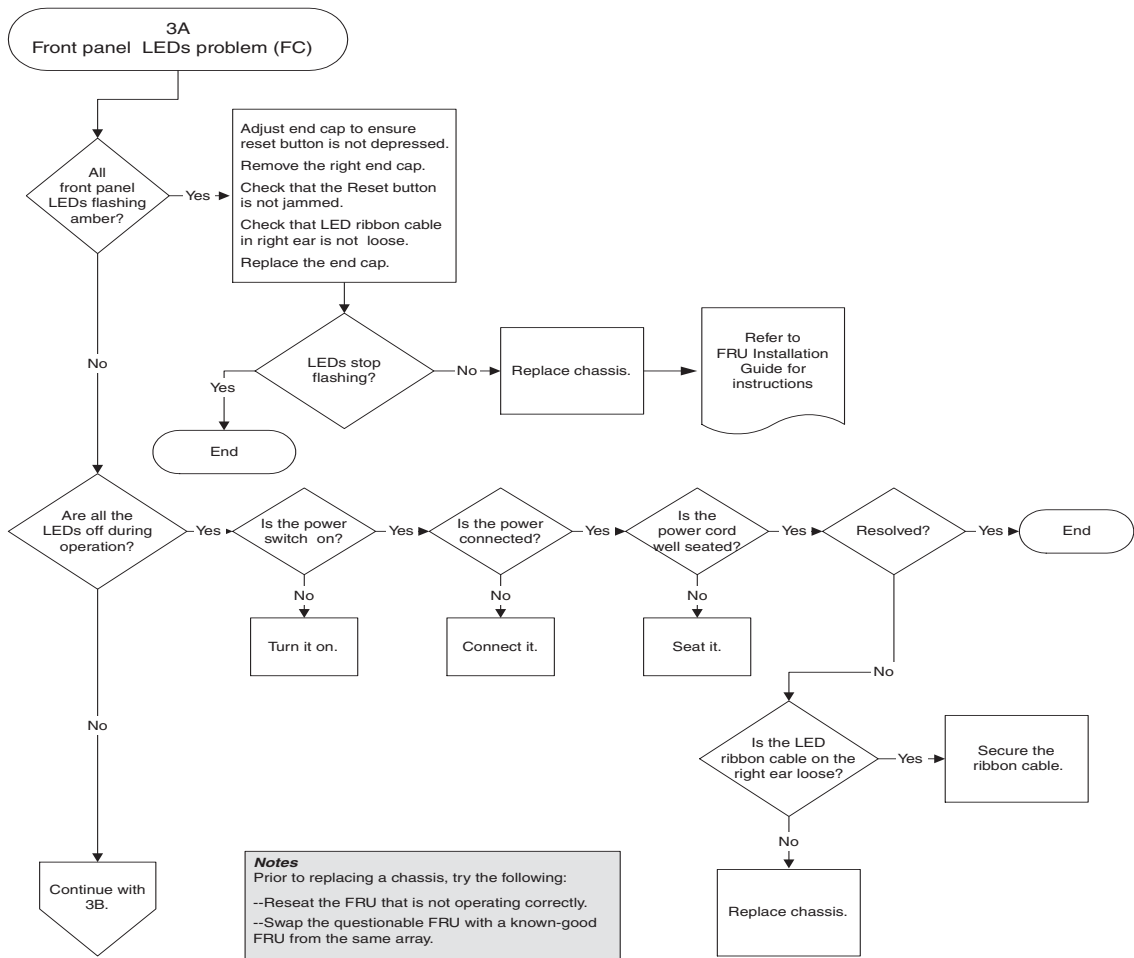 3A
Front panel LEDs problem (FC)
All
front panel
LEDs flashing
amber?
Yes
Adjust end cap to ensure
reset button is not depressed.
Remove the right end cap.
Check that the Reset button
is not jammed.
Check that LED ribbon cable
in right ear is not loose.
Replace the end cap.
No
LEDs stop
flashing?
Yes
End
No
Replace chassis.
Refer to
FRU Installation
Guide for
instructions
Are all the
LEDs off during
operation?
Yes
Is the power
switch on?
Yes
Is the power
connected?
Yes
Is the
power cord
well seated?
Yes
Resolved?
Yes
End
No
Turn it on.
No
Connect it.
No
Seat it.
No
Is the LED
ribbon cable on the
right ear loose?
Yes
Secure the
ribbon cable.
No
Replace chassis.
No
Continue with
3B.
Notes
Prior to replacing a chassis, try the following:
--Reseat the FRU that is not operating correctly.
--Swap the questionable FRU with a known-good
FRU from the same array.